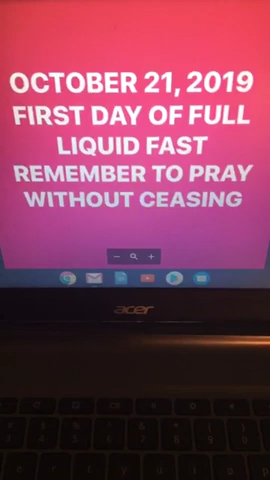 OCTOBER 21, 2019
FIRST DAY OF FULL
LIQUID FAST
REMEMBER TO PRAY
WITHOUT CEASING
acer